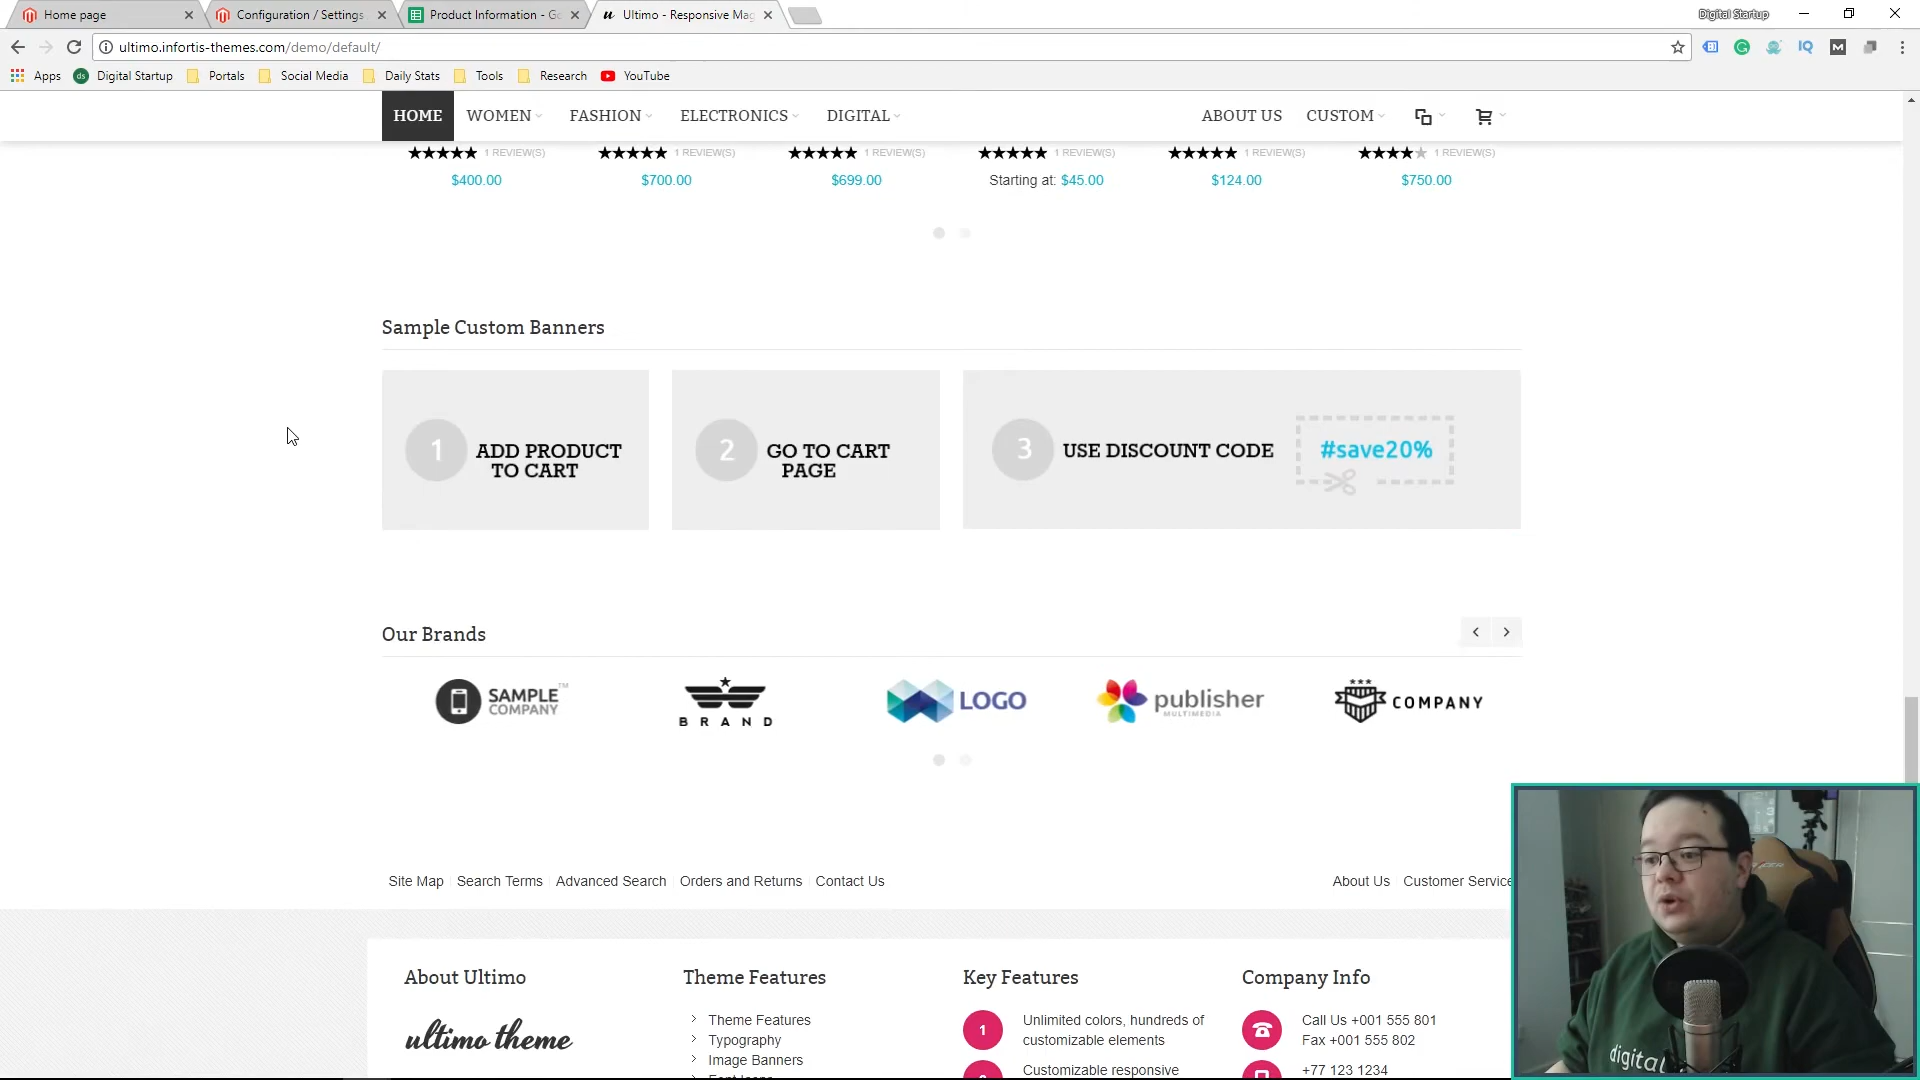 Home page
Configuration / Settings
Product Information - Go
Ultimo - Responsive Mag
Digital Startup
ultimo.infortis-themes.com/demo/default/
Apps
Digital Startup
Portals
Social Media
Daily Stats
Tools
Research
YouTube
HOME
WOMEN
FASHION
ELECTRONICS
DIGITAL
ABOUT US
CUSTOM
1 REVIEW(S)
1 REVIEW(S)
1 REVIEW(S)
1 REVIEW(S)
1 REVIEW(S)
1 REVIEW(S)
$400.00
$700.00
$699.00
Starting at: $45.00
$124.00
$750.00
Sample Custom Banners
1
ADD PRODUCT
TO CART
2
GO TO CART
PAGE
3
USE DISCOUNT CODE
#save20%
Our Brands
SAMPLE
COMPANY™
BRAND
LOGO
publisher
MULTIMEDIA
COMPANY
Site Map
Search Terms
Advanced Search
Orders and Returns
Contact Us
About Us
Customer Service
About Ultimo
Theme Features
Key Features
Company Info
ultimo theme
Theme Features
Typography
Image Banners
1
Unlimited colors, hundreds of
customizable elements
Customizable responsive
Call Us +001 555 801
Fax +001 555 802
+77 123 1234
digital